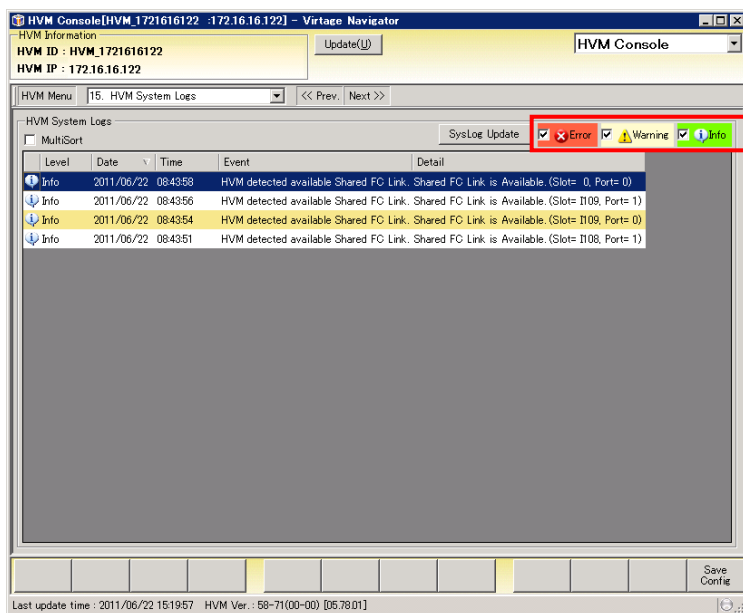 HVM Console[HVM_1721616122 :172.16.16.122] - Virtage Navigator
HVM Information
HVM ID : HVM_1721616122
HVM IP : 172.16.16.122
Update(U)
HVM Console
HVM Menu 15. HVM System Logs << Prev. Next >>
HVM System Logs
MultiSort
SysLog Update Error Warning Info
Level Date Time Event Detail
Info 2011/06/22 08:43:58 HVM detected available Shared FC Link. Shared FC Link is Available.(Slot= 0, Port= 0)
Info 2011/06/22 08:43:56 HVM detected available Shared FC Link. Shared FC Link is Available.(Slot= I109, Port= 1)
Info 2011/06/22 08:43:54 HVM detected available Shared FC Link. Shared FC Link is Available.(Slot= I109, Port= 0)
Info 2011/06/22 08:43:51 HVM detected available Shared FC Link. Shared FC Link is Available.(Slot= I108, Port= 1)
Save
Config
Last update time : 2011/06/22 15:19:57 HVM Ver. : 58-71(00-00) [05.78.01]